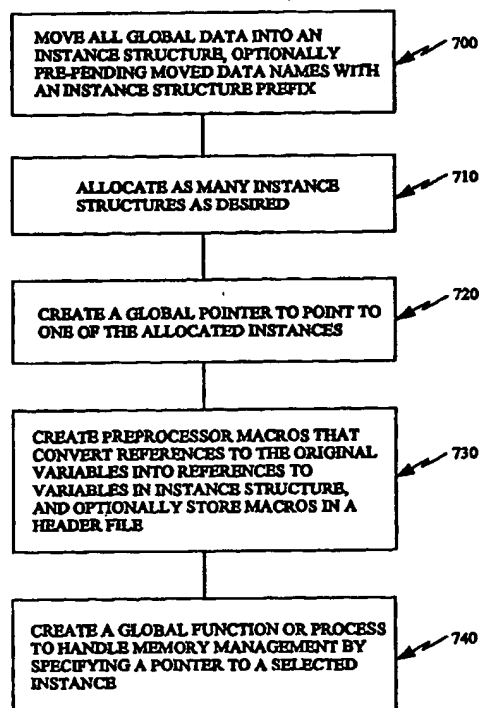 MOVE ALL GLOBAL DATA INTO AN
INSTANCE STRUCTURE, OPTIONALLY
PRE-PENDING MOVED DATA NAMES WITH
AN INSTANCE STRUCTURE PREFIX
700
ALLOCATE AS MANY INSTANCE
STRUCTURES AS DESIRED
710
CREATE A GLOBAL POINTER TO POINT TO
ONE OF THE ALLOCATED INSTANCES
720
CREATE PREPROCESSOR MACROS THAT
CONVERT REFERENCES TO THE ORIGINAL
VARIABLES INTO REFERENCES TO
VARIABLES IN INSTANCE STRUCTURE,
AND OPTIONALLY STORE MACROS IN A
HEADER FILE
730
CREATE A GLOBAL FUNCTION OR PROCESS
TO HANDLE MEMORY MANAGEMENT BY
SPECIFYING A POINTER TO A SELECTED
INSTANCE
740